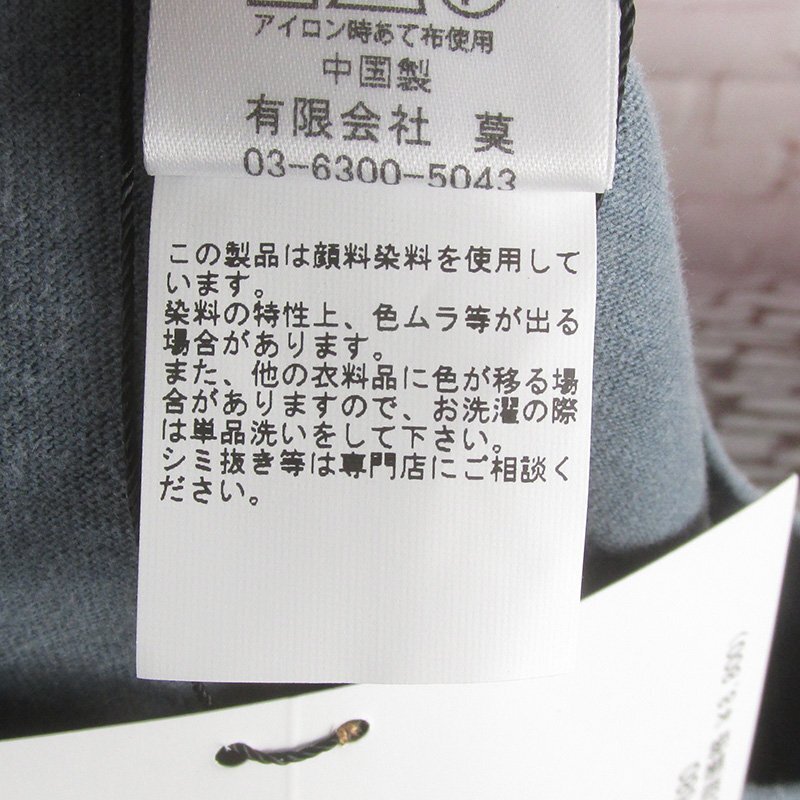 アイロン時あて布使用
中国製
有限会社 莫
03-6300-5043
この製品は顔料染料を使用して
います。
染料の特性上、色ムラ等が出る
場合があります。
また、他の衣料品に色が移る場
合がありますので、お洗濯の際
は単品洗いをして下さい。
シミ抜き等は専門店にご相談く
ださい。